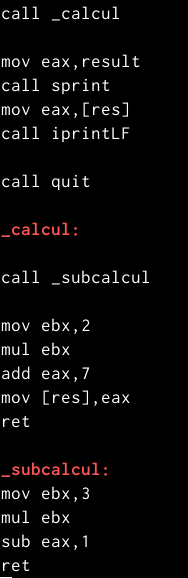 call _calcul
mov eax,result
call sprint
mov eax,[res]
call iprintLF
call quit
_calcul:
call _subcalcul
mov ebx,2
mul ebx
add eax,7
mov [res],eax
ret
_subcalcul:
mov ebx,3
mul ebx
sub eax,1
ret